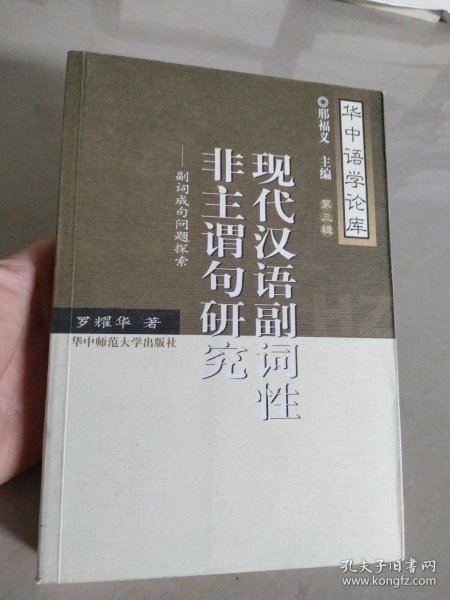 华中语学论库
◎邢福义 主编 第三辑
现代汉语副词性
非主谓句研究
——副词成句问题探索
罗耀华 著
华中师范大学出版社
孔夫子旧书网
www.kongfz.com